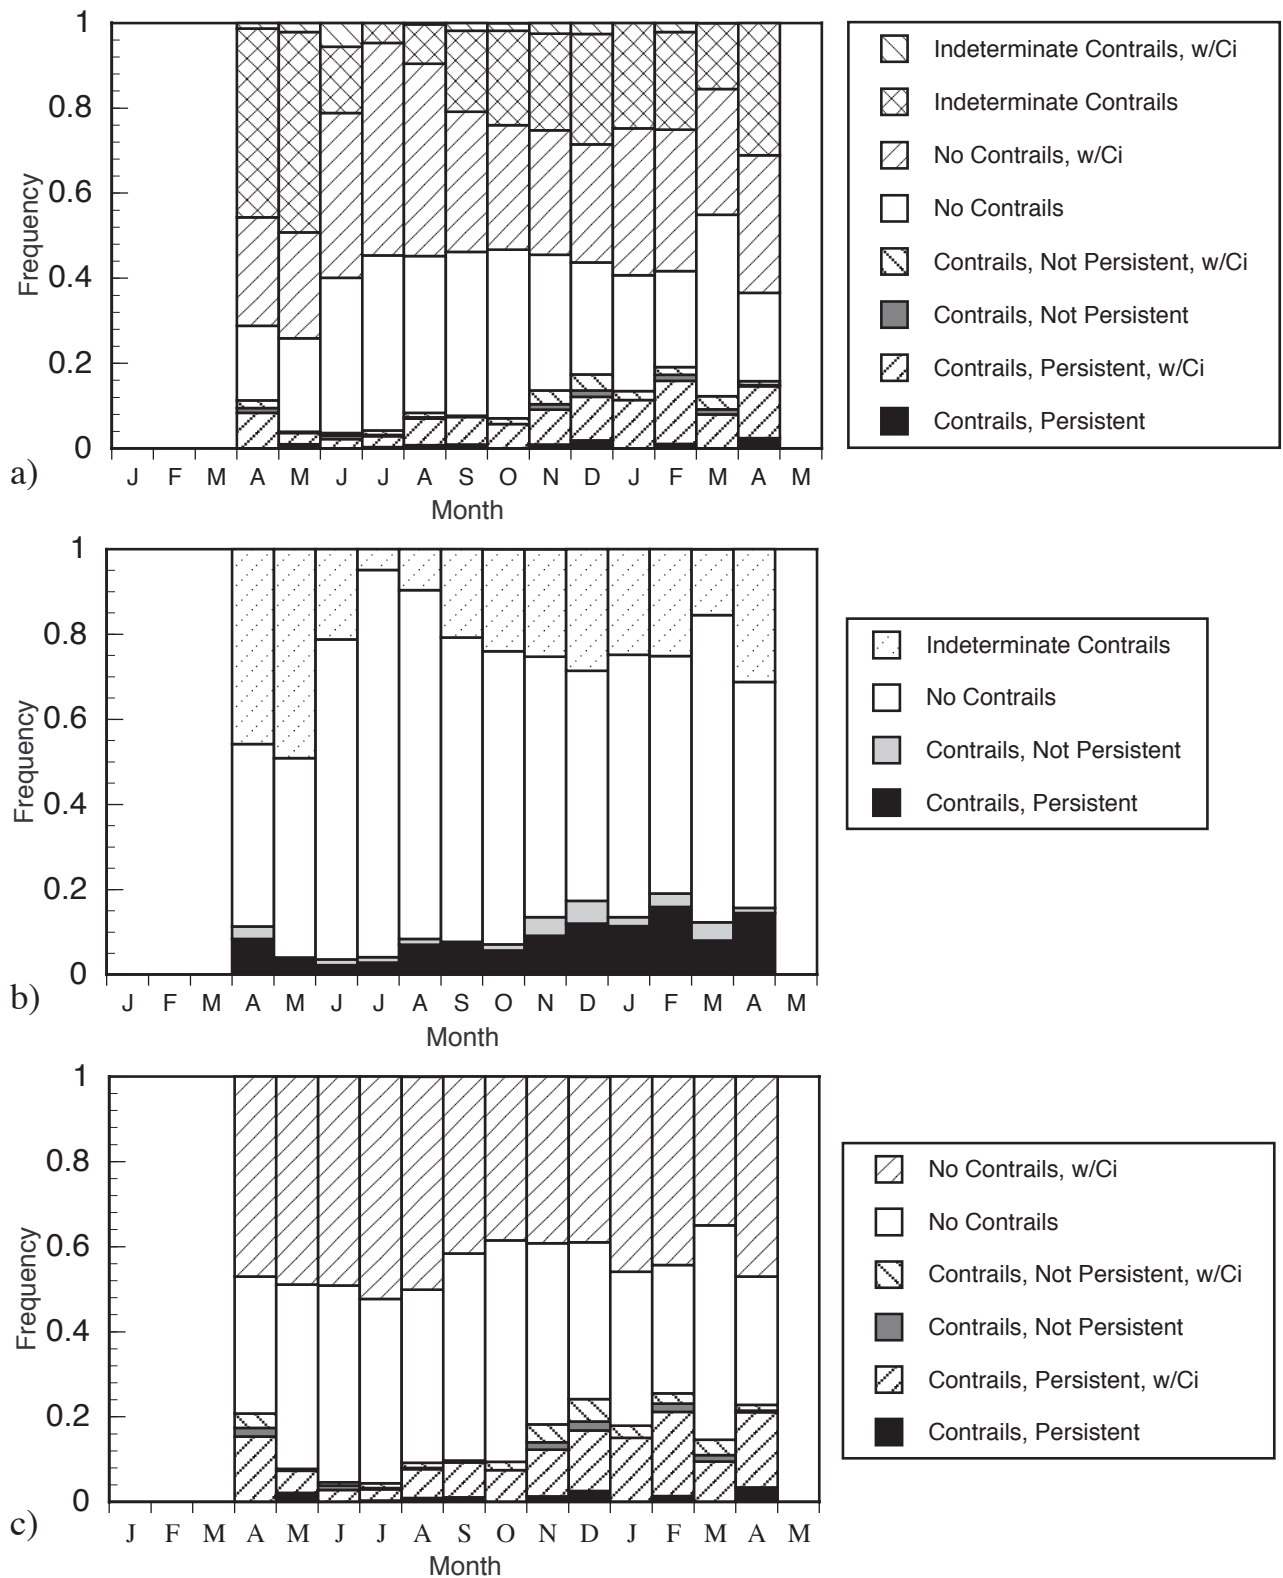 1
0.8
0.6
0.4
0.2
0
Frequency
J F M A M J J A S O N D J F M A M
Month
a)
Indeterminate Contrails, w/Ci
Indeterminate Contrails
No Contrails, w/Ci
No Contrails
Contrails, Not Persistent, w/Ci
Contrails, Not Persistent
Contrails, Persistent, w/Ci
Contrails, Persistent
1
0.8
0.6
0.4
0.2
0
Frequency
J F M A M J J A S O N D J F M A M
Month
b)
Indeterminate Contrails
No Contrails
Contrails, Not Persistent
Contrails, Persistent
1
0.8
0.6
0.4
0.2
0
Frequency
J F M A M J J A S O N D J F M A M
Month
c)
No Contrails, w/Ci
No Contrails
Contrails, Not Persistent, w/Ci
Contrails, Not Persistent
Contrails, Persistent, w/Ci
Contrails, Persistent